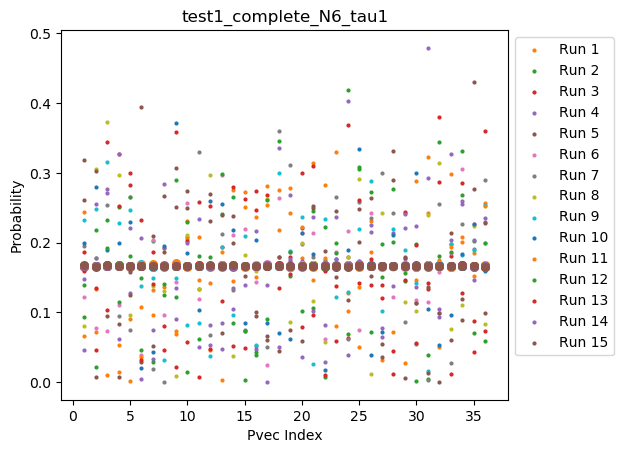 test1_complete_N6_tau1
0.5
0.4
0.3
0.2
0.1
0.0
Probability
0
5
10
15
20
25
30
35
Pvec Index
Run 1
Run 2
Run 3
Run 4
Run 5
Run 6
Run 7
Run 8
Run 9
Run 10
Run 11
Run 12
Run 13
Run 14
Run 15